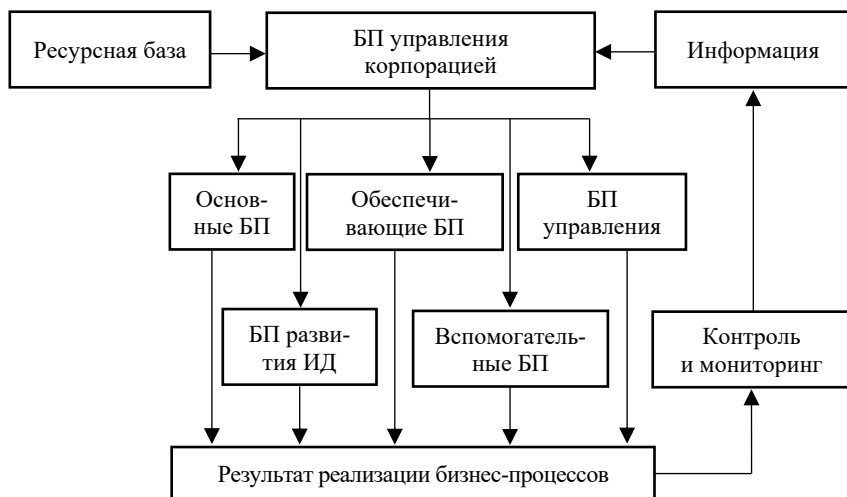 Ресурсная база
БП управления
корпорацией
Информация
Основ-
ные БП
Обеспечи-
вающие БП
БП
управления
БП разви-
тия ИД
Вспомогатель-
ные БП
Контроль
и мониторинг
Результат реализации бизнес-процессов